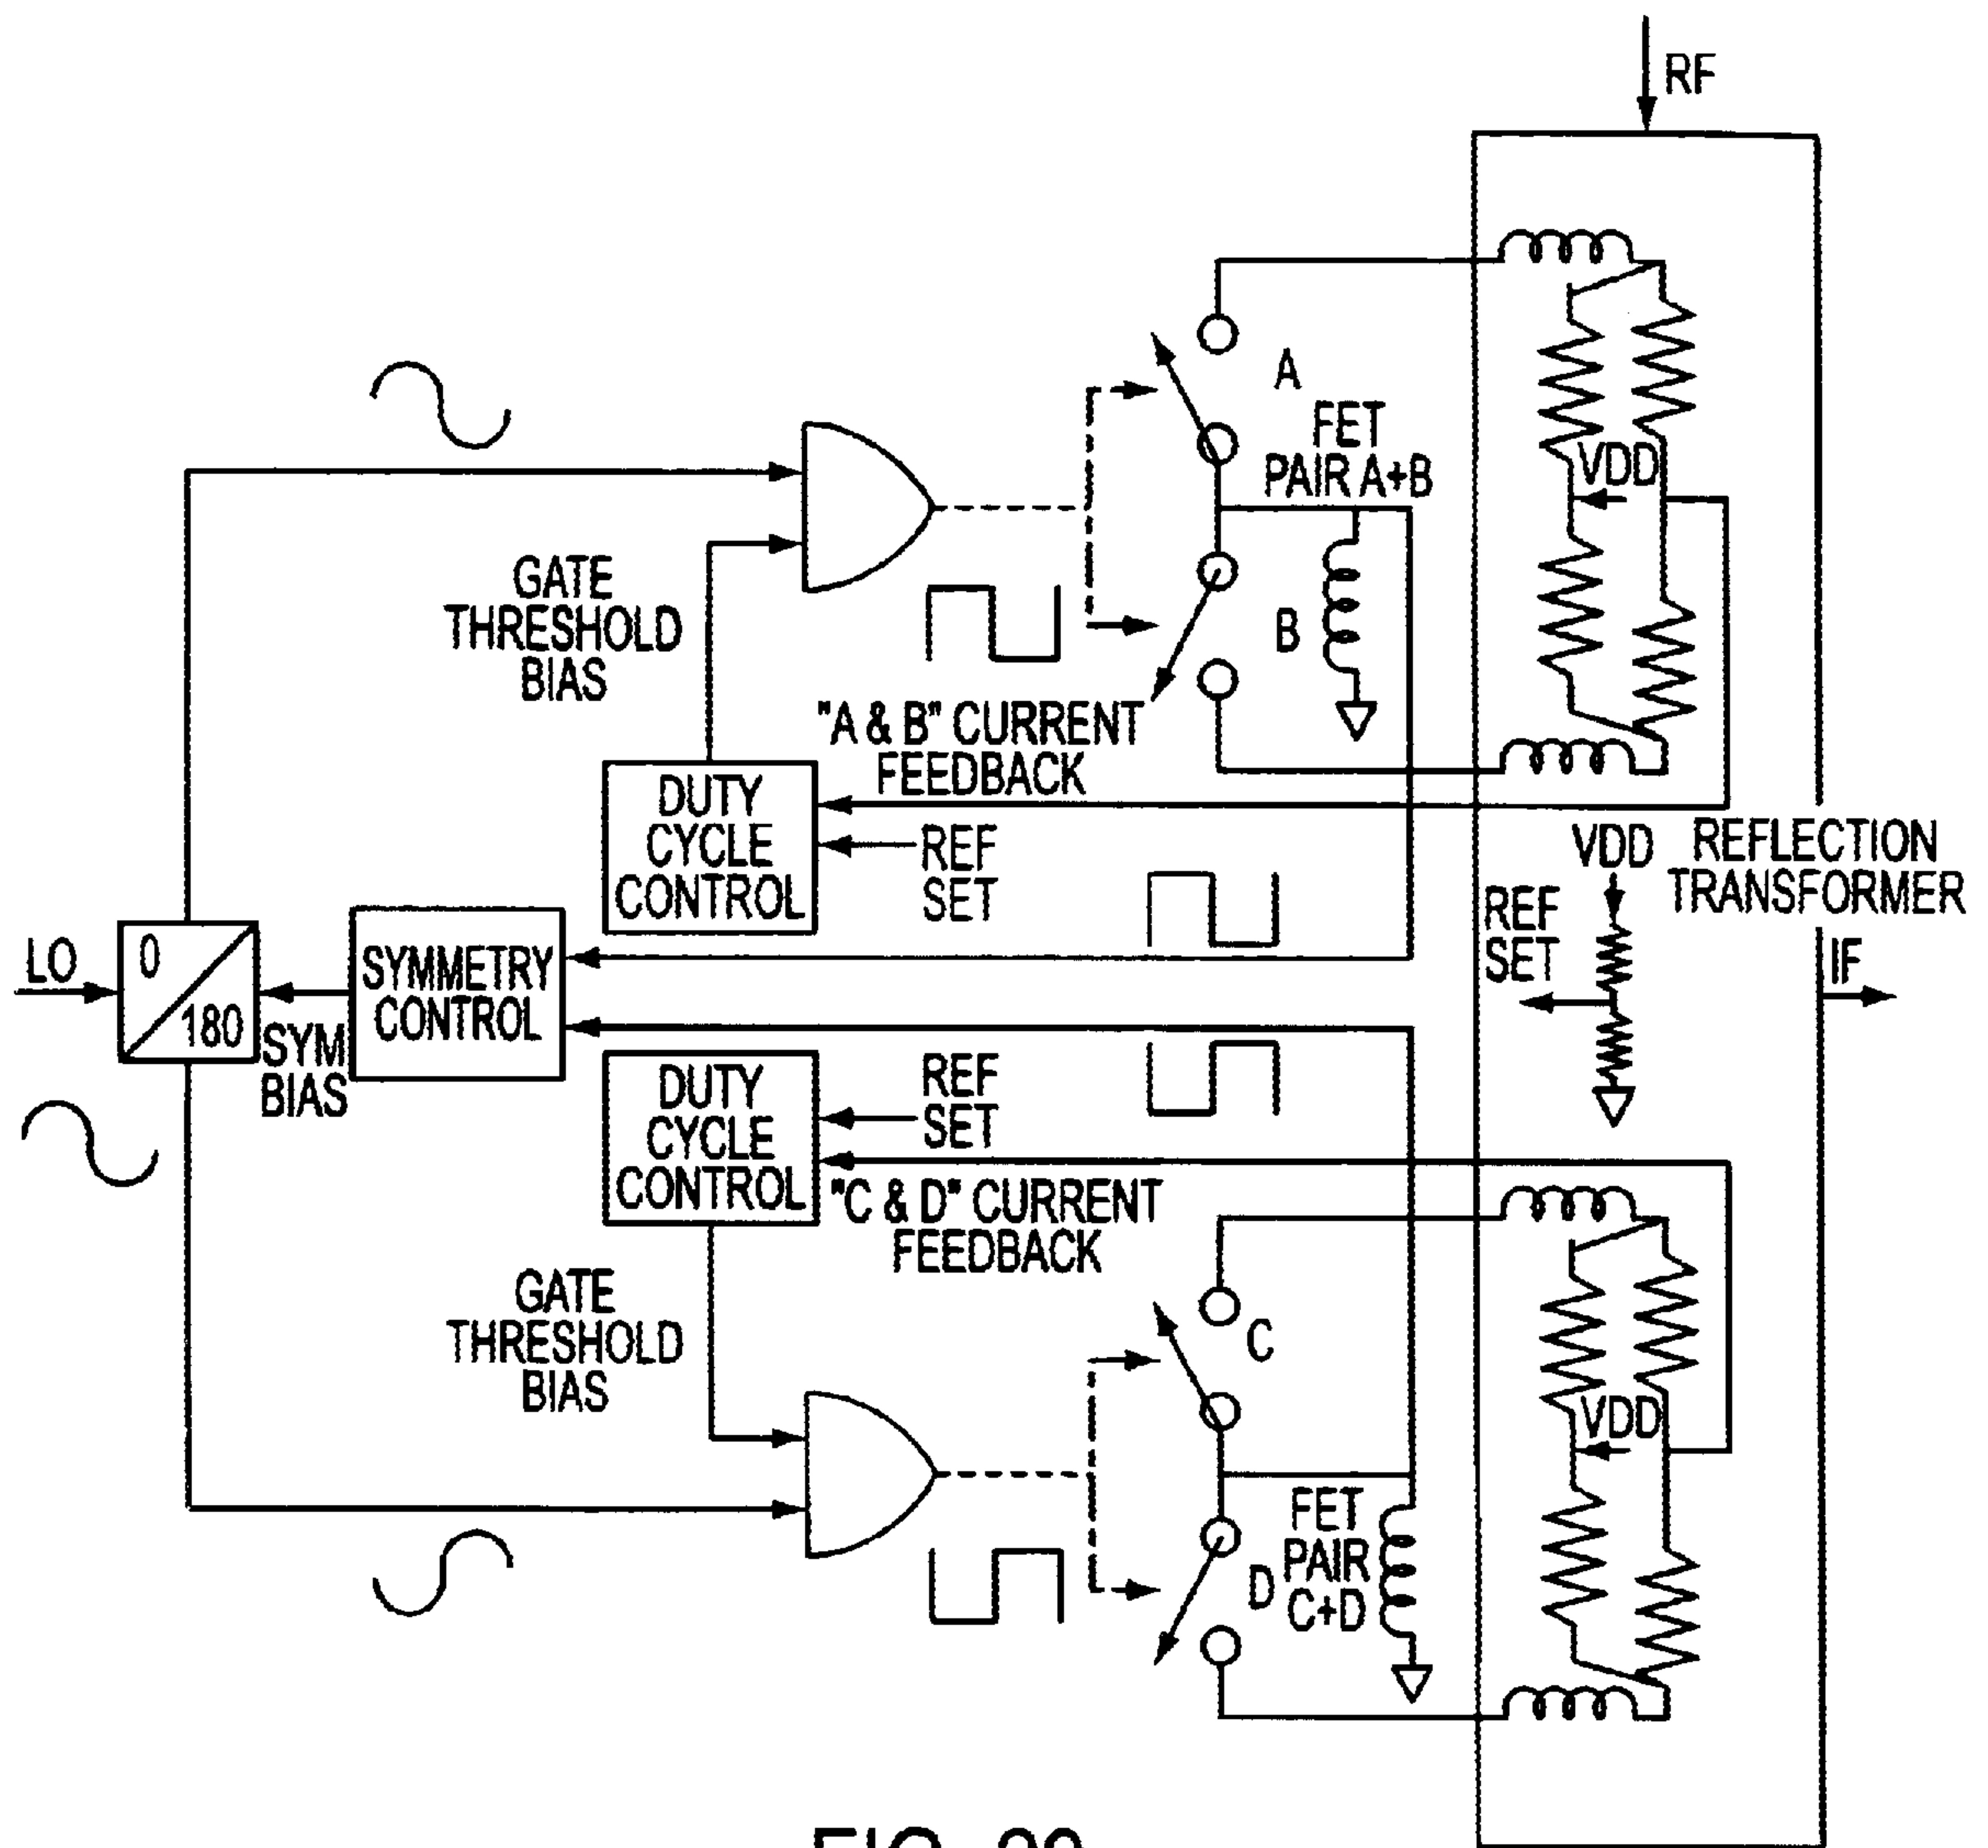 RF
A
FET
PAIR A+B
VDD
GATE
THRESHOLD
BIAS
B
"A & B" CURRENT
FEEDBACK
DUTY
CYCLE
CONTROL
REF
SET
VDD
REFLECTION
TRANSFORMER
REF
SET
LO
0
180
SYM
BIAS
SYMMETRY
CONTROL
IF
DUTY
CYCLE
CONTROL
REF
SET
"C & D" CURRENT
FEEDBACK
GATE
THRESHOLD
BIAS
C
VDD
FET
PAIR
C+D
D